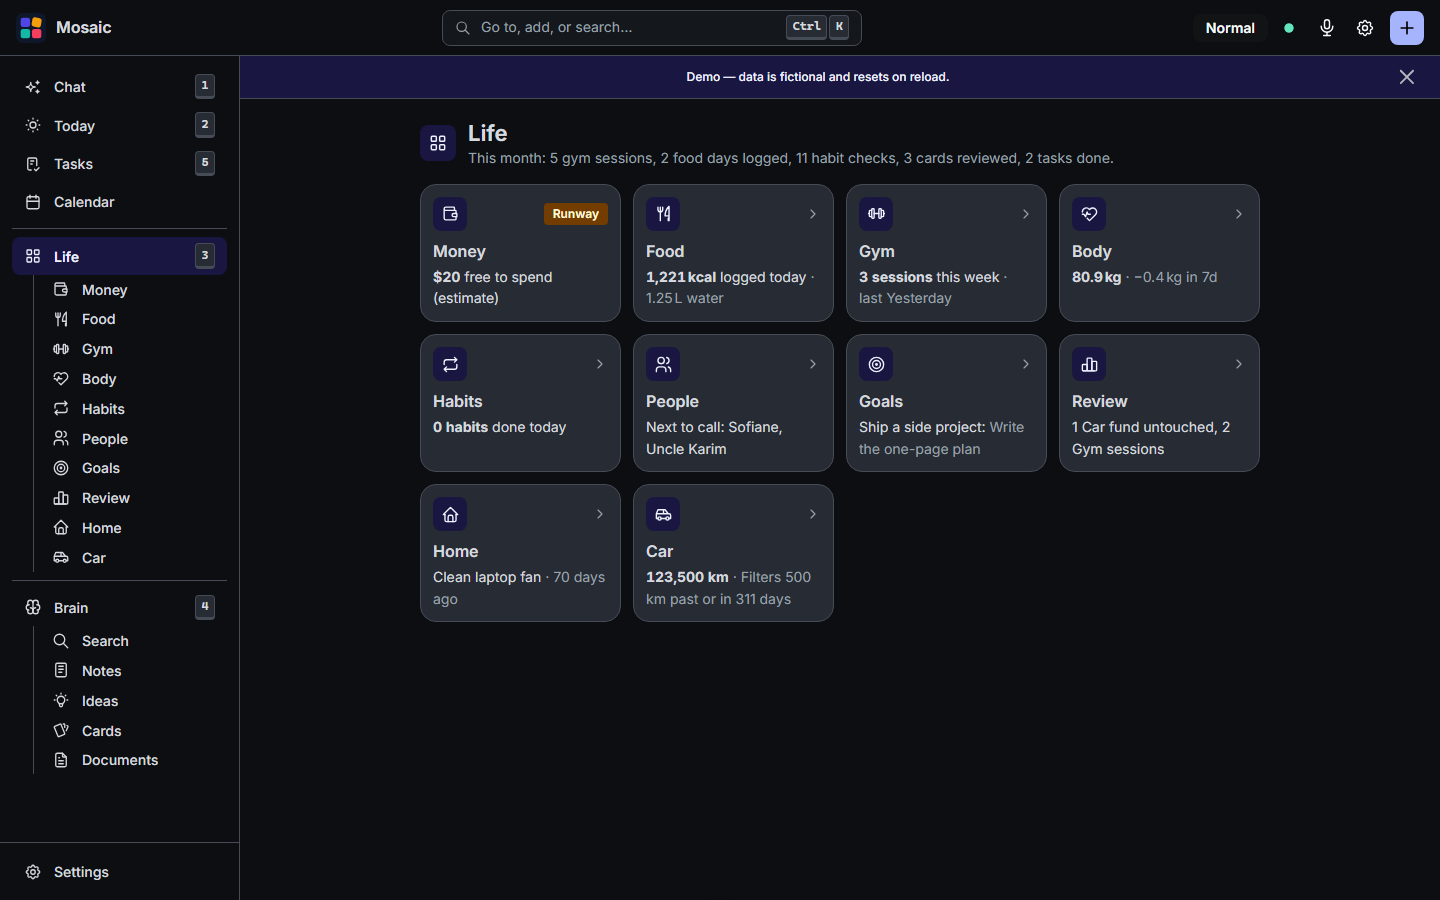 Mosaic
Go to, add, or search...
Ctrl K
Normal
Chat 1
Today 2
Tasks 5
Calendar
Life 3
Money
Food
Gym
Body
Habits
People
Goals
Review
Home
Car
Brain 4
Search
Notes
Ideas
Cards
Documents
Settings
Demo — data is fictional and resets on reload.
Life
This month: 5 gym sessions, 2 food days logged, 11 habit checks, 3 cards reviewed, 2 tasks done.
Runway
Money
$20 free to spend
(estimate)
Food
1,221 kcal logged today ·
1.25 L water
Gym
3 sessions this week ·
last Yesterday
Body
80.9 kg · −0.4 kg in 7d
Habits
0 habits done today
People
Next to call: Sofiane,
Uncle Karim
Goals
Ship a side project: Write
the one-page plan
Review
1 Car fund untouched, 2
Gym sessions
Home
Clean laptop fan · 70 days
ago
Car
123,500 km · Filters 500
km past or in 311 days